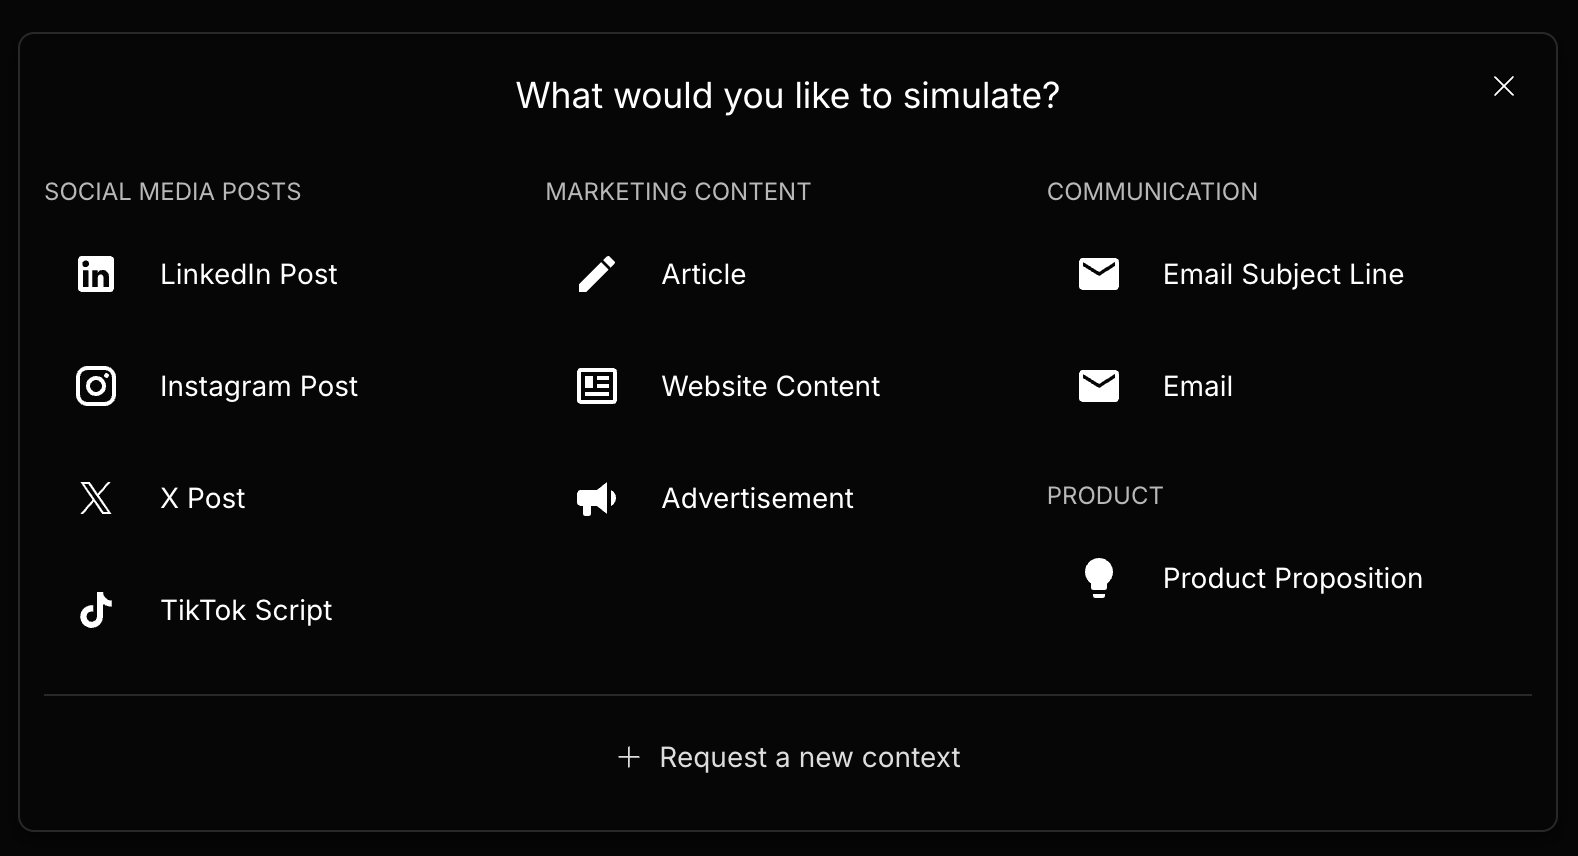 What would you like to simulate?
SOCIAL MEDIA POSTS
LinkedIn Post
Instagram Post
X Post
TikTok Script
MARKETING CONTENT
Article
Website Content
Advertisement
COMMUNICATION
Email Subject Line
Email
PRODUCT
Product Proposition
+ Request a new context